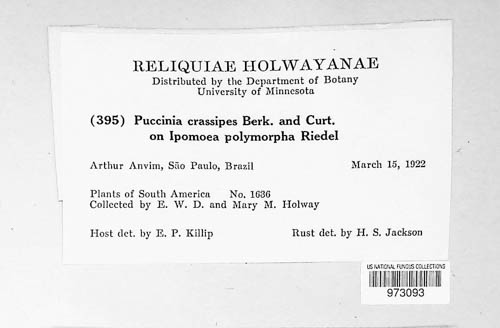 RELIQUIAE HOLWAYANAE
Distributed by the Department of Botany
University of Minnesota
(395) Puccinia crassipes Berk. and Curt.
on Ipomoea polymorpha Riedel
Arthur Anvim, São Paulo, Brazil March 15, 1922
Plants of South America No. 1636
Collected by E. W. D. and Mary M. Holway
Host det. by E. P. Killip Rust det. by H. S. Jackson
US NATIONAL FUNGUS COLLECTIONS
973093